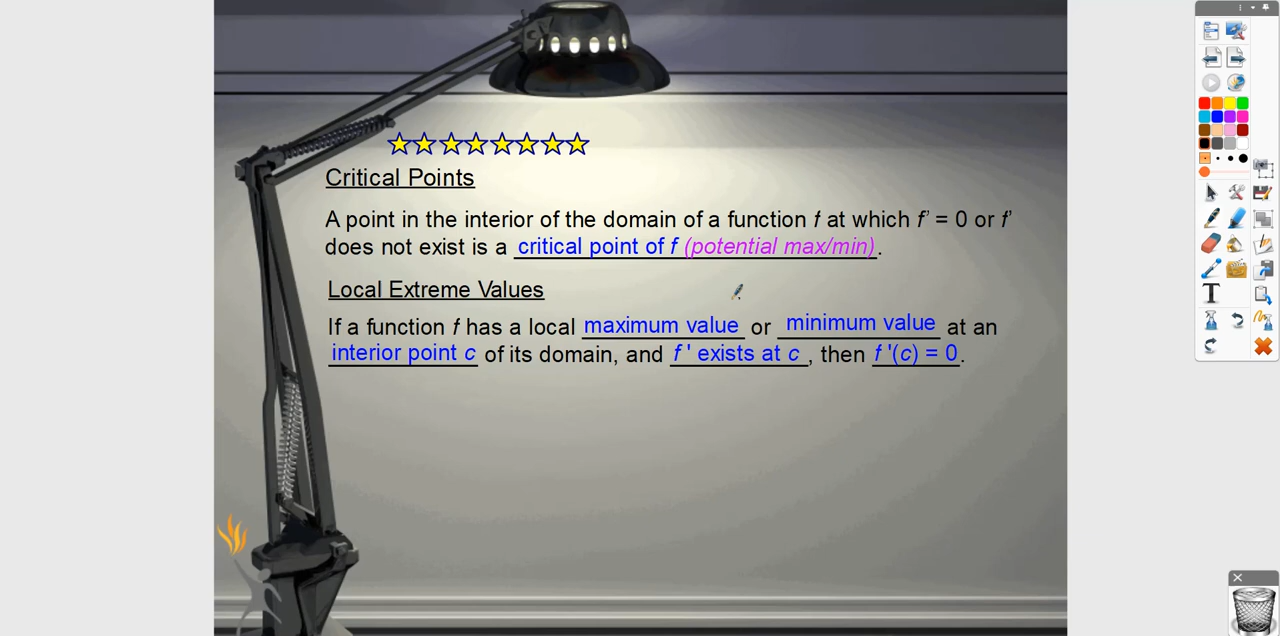 Critical Points
A point in the interior of the domain of a function f at which f' = 0 or f'
does not exist is a critical point of f (potential max/min).
Local Extreme Values
If a function f has a local maximum value or minimum value at an
interior point c of its domain, and f ' exists at c, then f '(c) = 0.
T